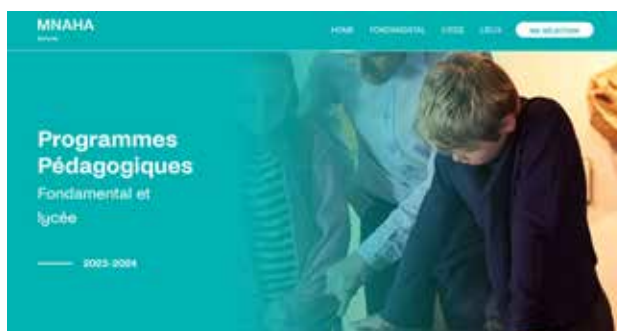 MNAHA
HOME FONDAMENTAL LYCÉE LIEUX MA SÉLECTION
Programmes
Pédagogiques
Fondamental et
lycée
2023-2024